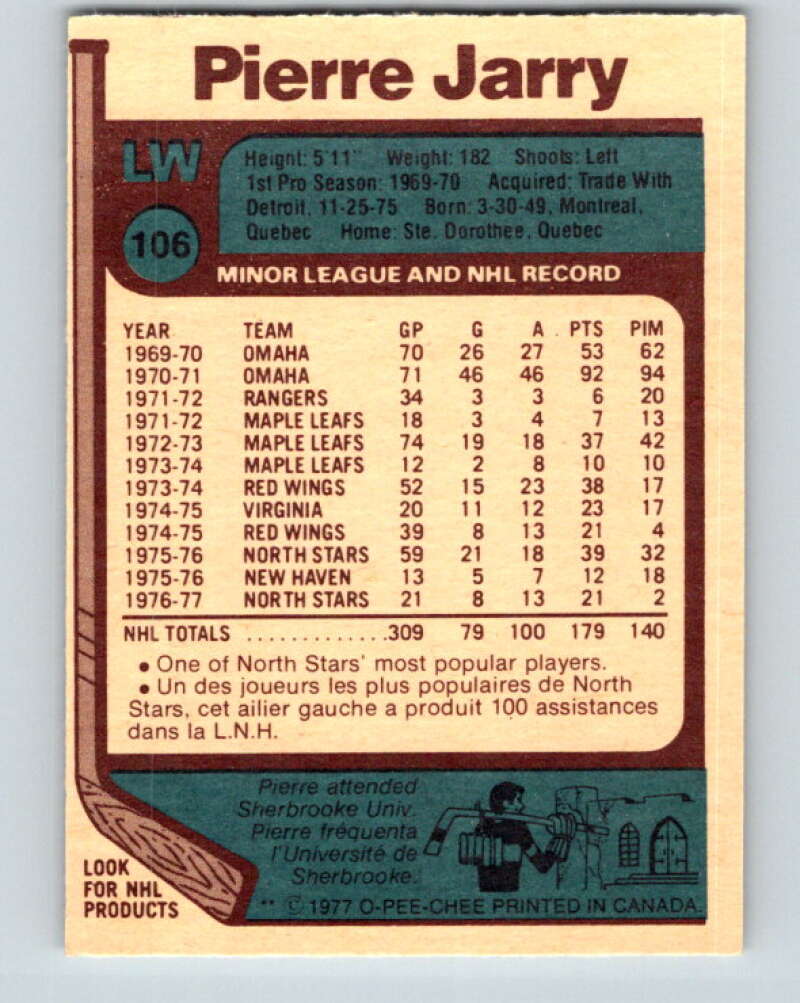 Pierre Jarry
LW
Height: 5'11" Weight: 182 Shoots: Left
1st Pro Season: 1969-70 Acquired: Trade With
Detroit, 11-25-75 Born: 3-30-49, Montreal,
Quebec Home: Ste. Dorothee, Quebec
106
MINOR LEAGUE AND NHL RECORD
YEAR TEAM GP G A PTS PIM
1969-70 OMAHA 70 26 27 53 62
1970-71 OMAHA 71 46 46 92 94
1971-72 RANGERS 34 3 3 6 20
1971-72 MAPLE LEAFS 18 3 4 7 13
1972-73 MAPLE LEAFS 74 19 18 37 42
1973-74 MAPLE LEAFS 12 2 8 10 10
1973-74 RED WINGS 52 15 23 38 17
1974-75 VIRGINIA 20 11 12 23 17
1974-75 RED WINGS 39 8 13 21 4
1975-76 NORTH STARS 59 21 18 39 32
1975-76 NEW HAVEN 13 5 7 12 18
1976-77 NORTH STARS 21 8 13 21 2
NHL TOTALS .............309 79 100 179 140
• One of North Stars' most popular players.
• Un des joueurs les plus populaires de North
Stars, cet ailier gauche a produit 100 assistances
dans la L.N.H.
Pierre attended
Sherbrooke Univ.
Pierre fréquenta
l'Université de
Sherbrooke.
LOOK
FOR NHL
PRODUCTS
** © 1977 O-PEE-CHEE PRINTED IN CANADA.